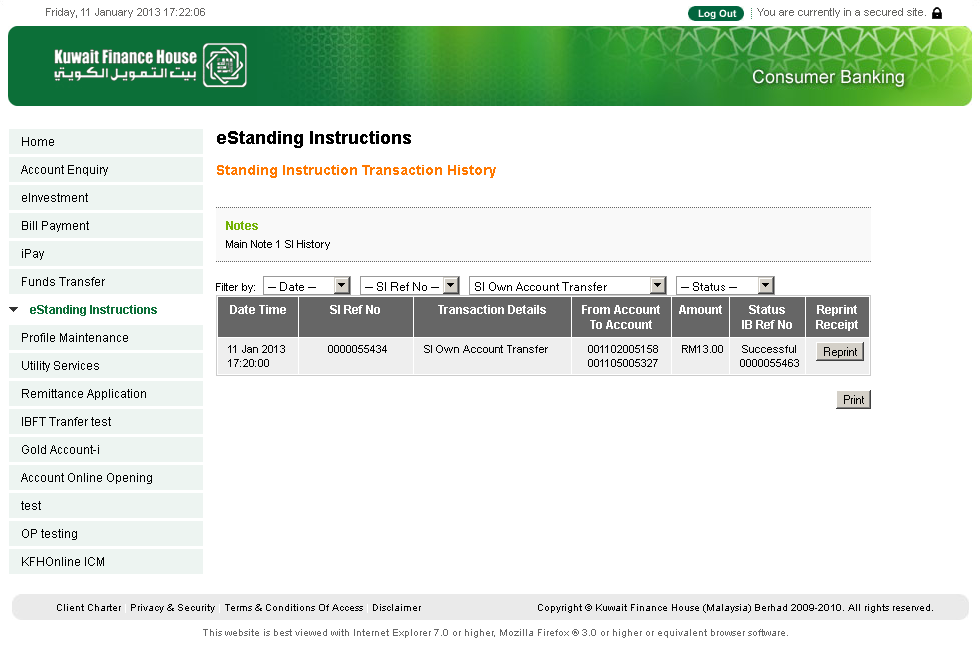 Friday, 11 January 2013 17:22:06
Log Out
You are currently in a secured site.
Kuwait Finance House
بيت التمويل الكويتي
Consumer Banking
Home
Account Enquiry
eInvestment
Bill Payment
iPay
Funds Transfer
eStanding Instructions
Profile Maintenance
Utility Services
Remittance Application
IBFT Tranfer test
Gold Account-i
Account Online Opening
test
OP testing
KFHOnline ICM
eStanding Instructions
Standing Instruction Transaction History
Notes
Main Note 1 SI History
Filter by: -- Date -- -- SI Ref No -- SI Own Account Transfer -- Status --
Date Time SI Ref No Transaction Details From Account Amount Status Reprint
To Account IB Ref No Receipt
11 Jan 2013 0000055434 SI Own Account Transfer 001102005158 RM13.00 Successful Reprint
17:20:00 001105005327 0000055463
Print
Client Charter Privacy & Security Terms & Conditions Of Access Disclaimer
Copyright © Kuwait Finance House (Malaysia) Berhad 2009-2010. All rights reserved.
This website is best viewed with Internet Explorer 7.0 or higher, Mozilla Firefox ® 3.0 or higher or equivalent browser software.